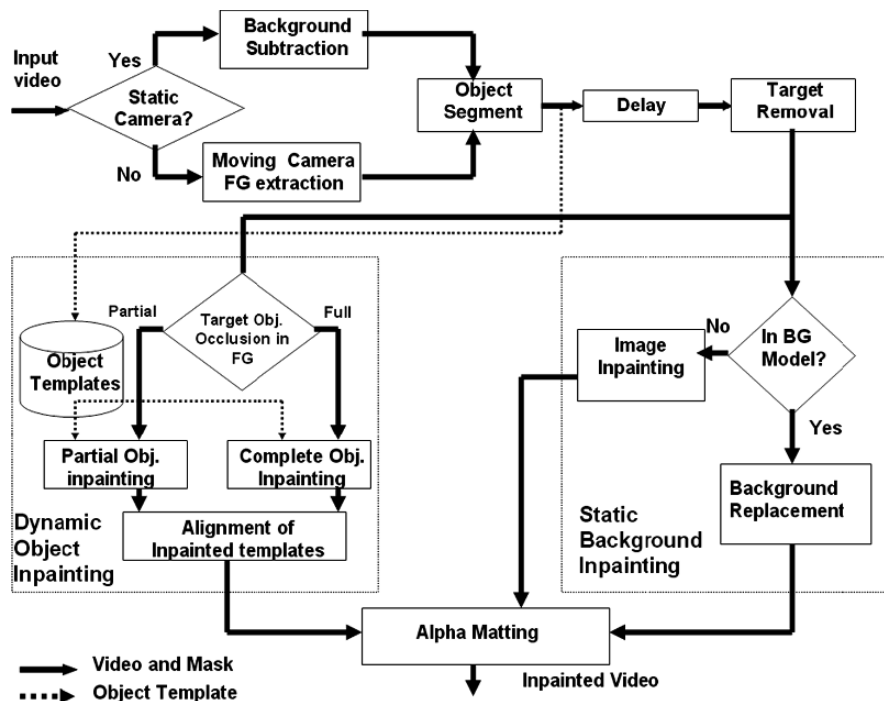 Input
video
Yes
Background
Subtraction
Static
Camera?
Object
Segment
Delay
Target
Removal
No
Moving Camera
FG extraction
Partial
Full
Target Obj.
Occlusion in
FG
Object
Templates
No
In BG
Model?
Image
Inpainting
Yes
Partial Obj.
inpainting
Complete Obj.
Inpainting
Background
Replacement
Dynamic
Object
Inpainting
Alignment of
Inpainted templates
Static
Background
Inpainting
Alpha Matting
Video and Mask
Inpainted Video
Object Template